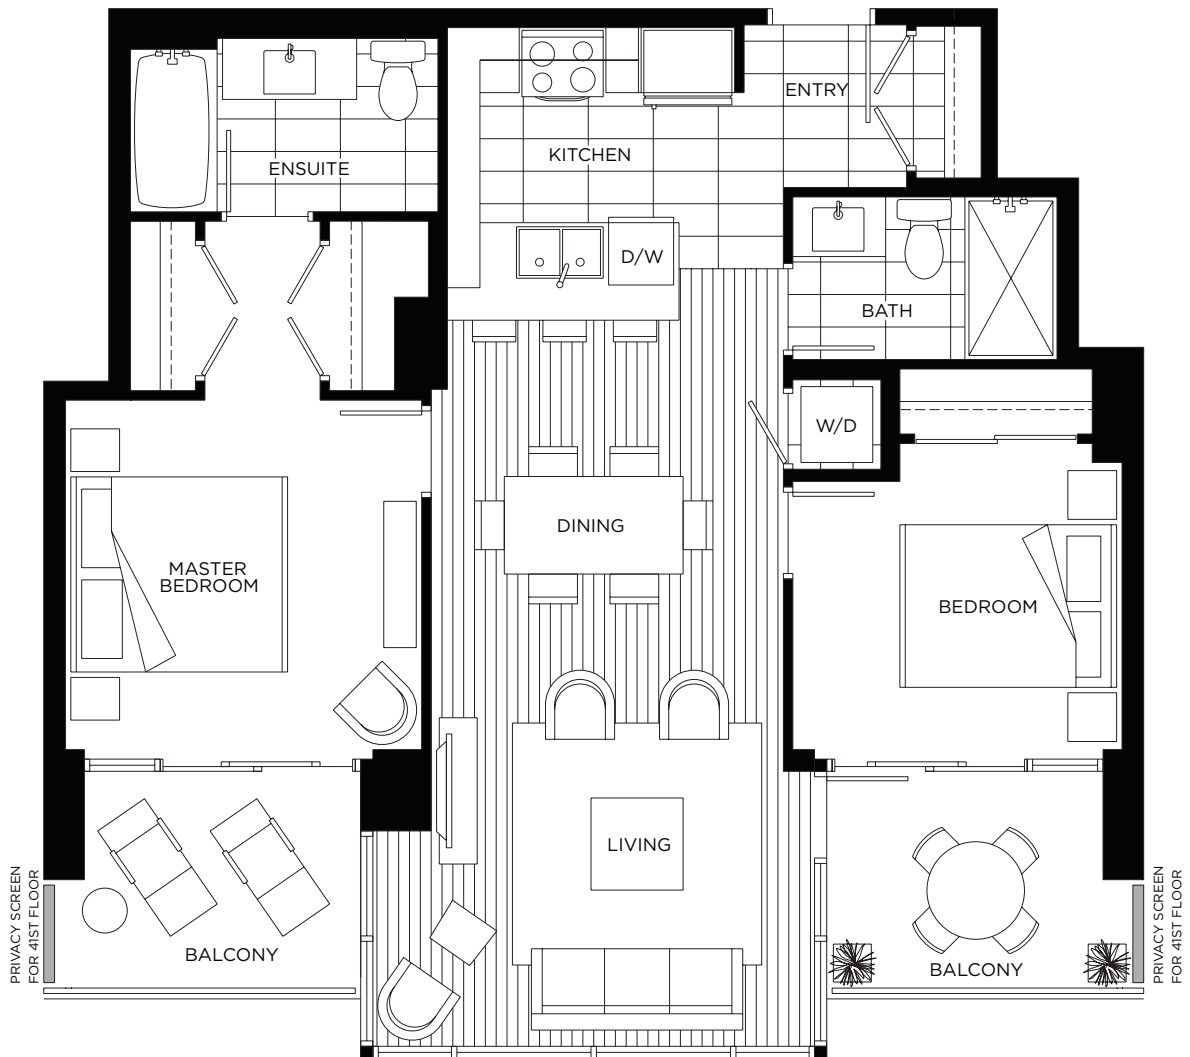 ENTRY
KITCHEN
ENSUITE
D/W
BATH
W/D
DINING
MASTER
BEDROOM
BEDROOM
LIVING
BALCONY
BALCONY
PRIVACY SCREEN
FOR 41ST FLOOR
PRIVACY SCREEN
FOR 41ST FLOOR